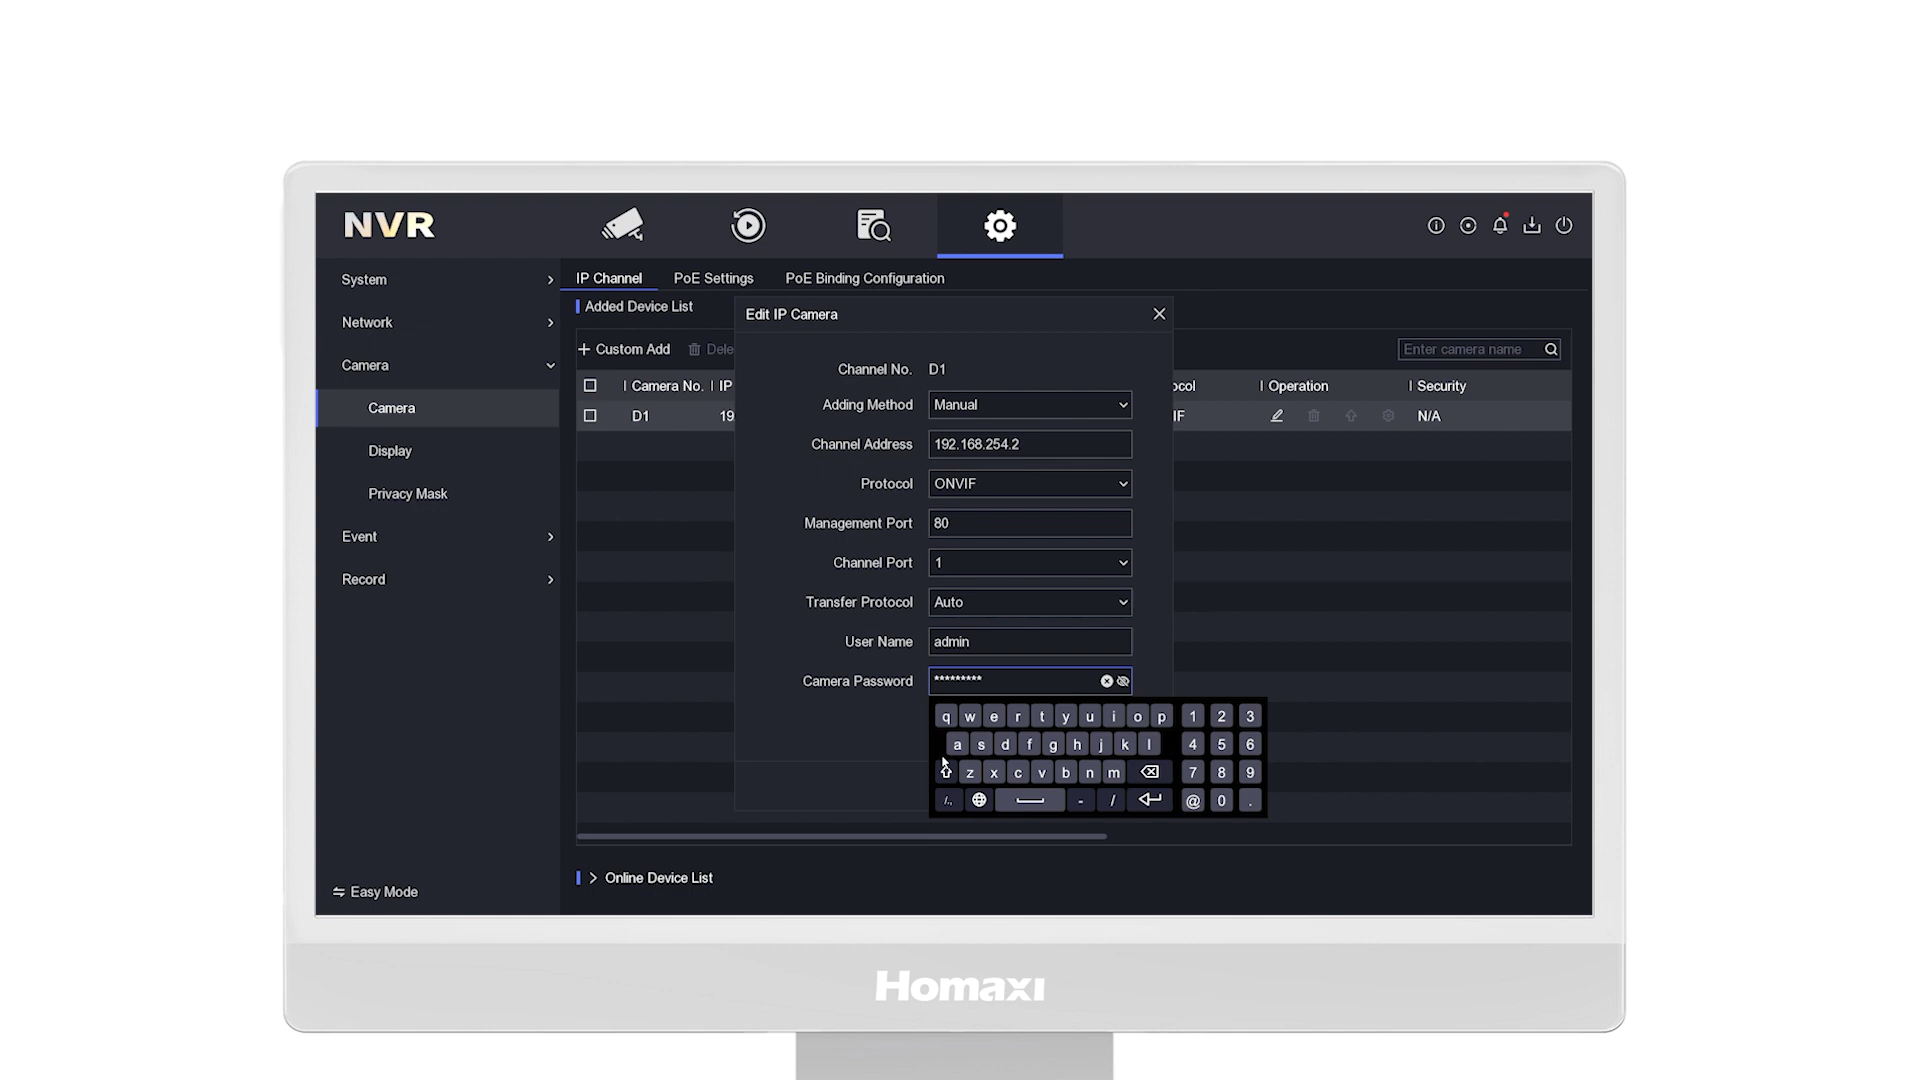 NVR
System
Network
Camera
Camera
Display
Privacy Mask
Event
Record
Easy Mode
IP Channel PoE Settings PoE Binding Configuration
Added Device List
Custom Add Dele
Enter camera name
Camera No. IP ocol Operation Security
D1 19 IF N/A
Edit IP Camera
Channel No. D1
Adding Method Manual
Channel Address 192.168.254.2
Protocol ONVIF
Management Port 80
Channel Port 1
Transfer Protocol Auto
User Name admin
Camera Password *********
q w e r t y u i o p 1 2 3
a s d f g h j k l 4 5 6
z x c v b n m 7 8 9
/., - / @ 0 .
Online Device List
Homaxi